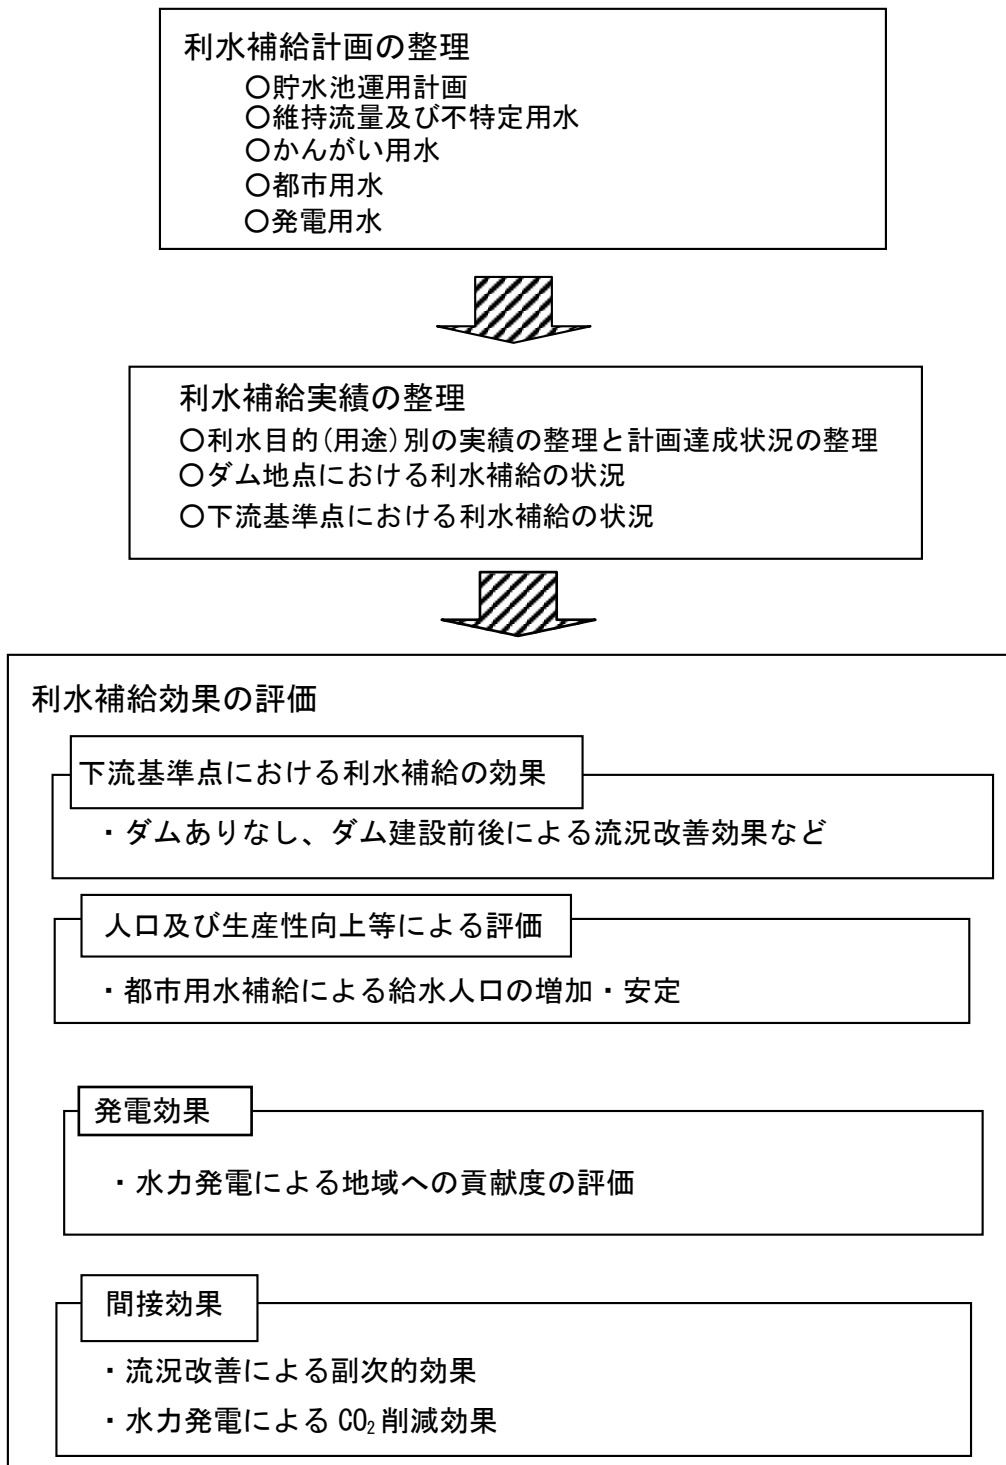 利水補給計画の整理
○貯水池運用計画
○維持流量及び不特定用水
○かんがい用水
○都市用水
○発電用水
利水補給実績の整理
○利水目的(用途)別の実績の整理と計画達成状況の整理
○ダム地点における利水補給の状況
○下流基準点における利水補給の状況
利水補給効果の評価
下流基準点における利水補給の効果
・ダムありなし、ダム建設前後による流況改善効果など
人口及び生産性向上等による評価
・都市用水補給による給水人口の増加・安定
発電効果
・水力発電による地域への貢献度の評価
間接効果
・流況改善による副次的効果
・水力発電による CO₂削減効果